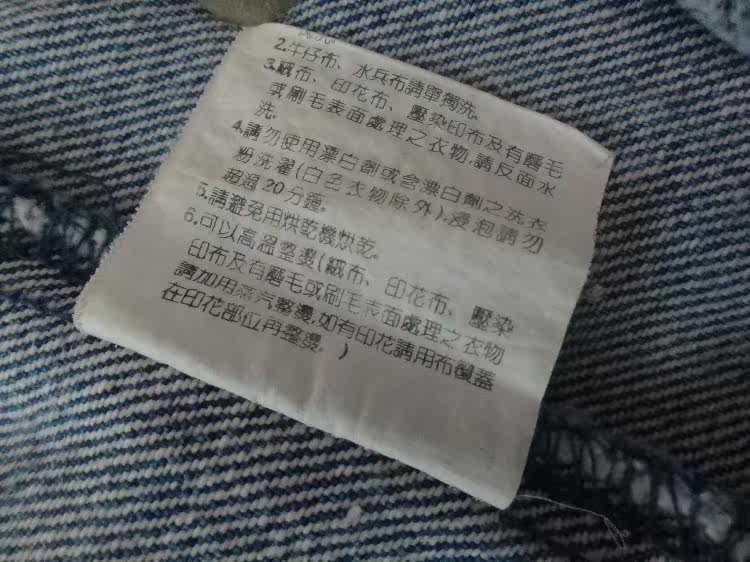 洗。
2.牛仔布、水兵布請單獨洗。
3.絨布、印花布、壓染印布及有磨毛
或刷毛表面處理之衣物,請反面水
洗。
4.請勿使用漂白劑或含漂白劑之洗衣
粉洗濯(白色衣物除外),浸泡請勿
超過20分鐘。
5.請避免用烘乾機烘乾。
6.可以高溫整燙(絨布、印花布、壓染
印布及有磨毛或刷毛表面處理之衣物
請加用蒸汽整燙,如有印花請用布覆蓋
在印花部位再整燙。)